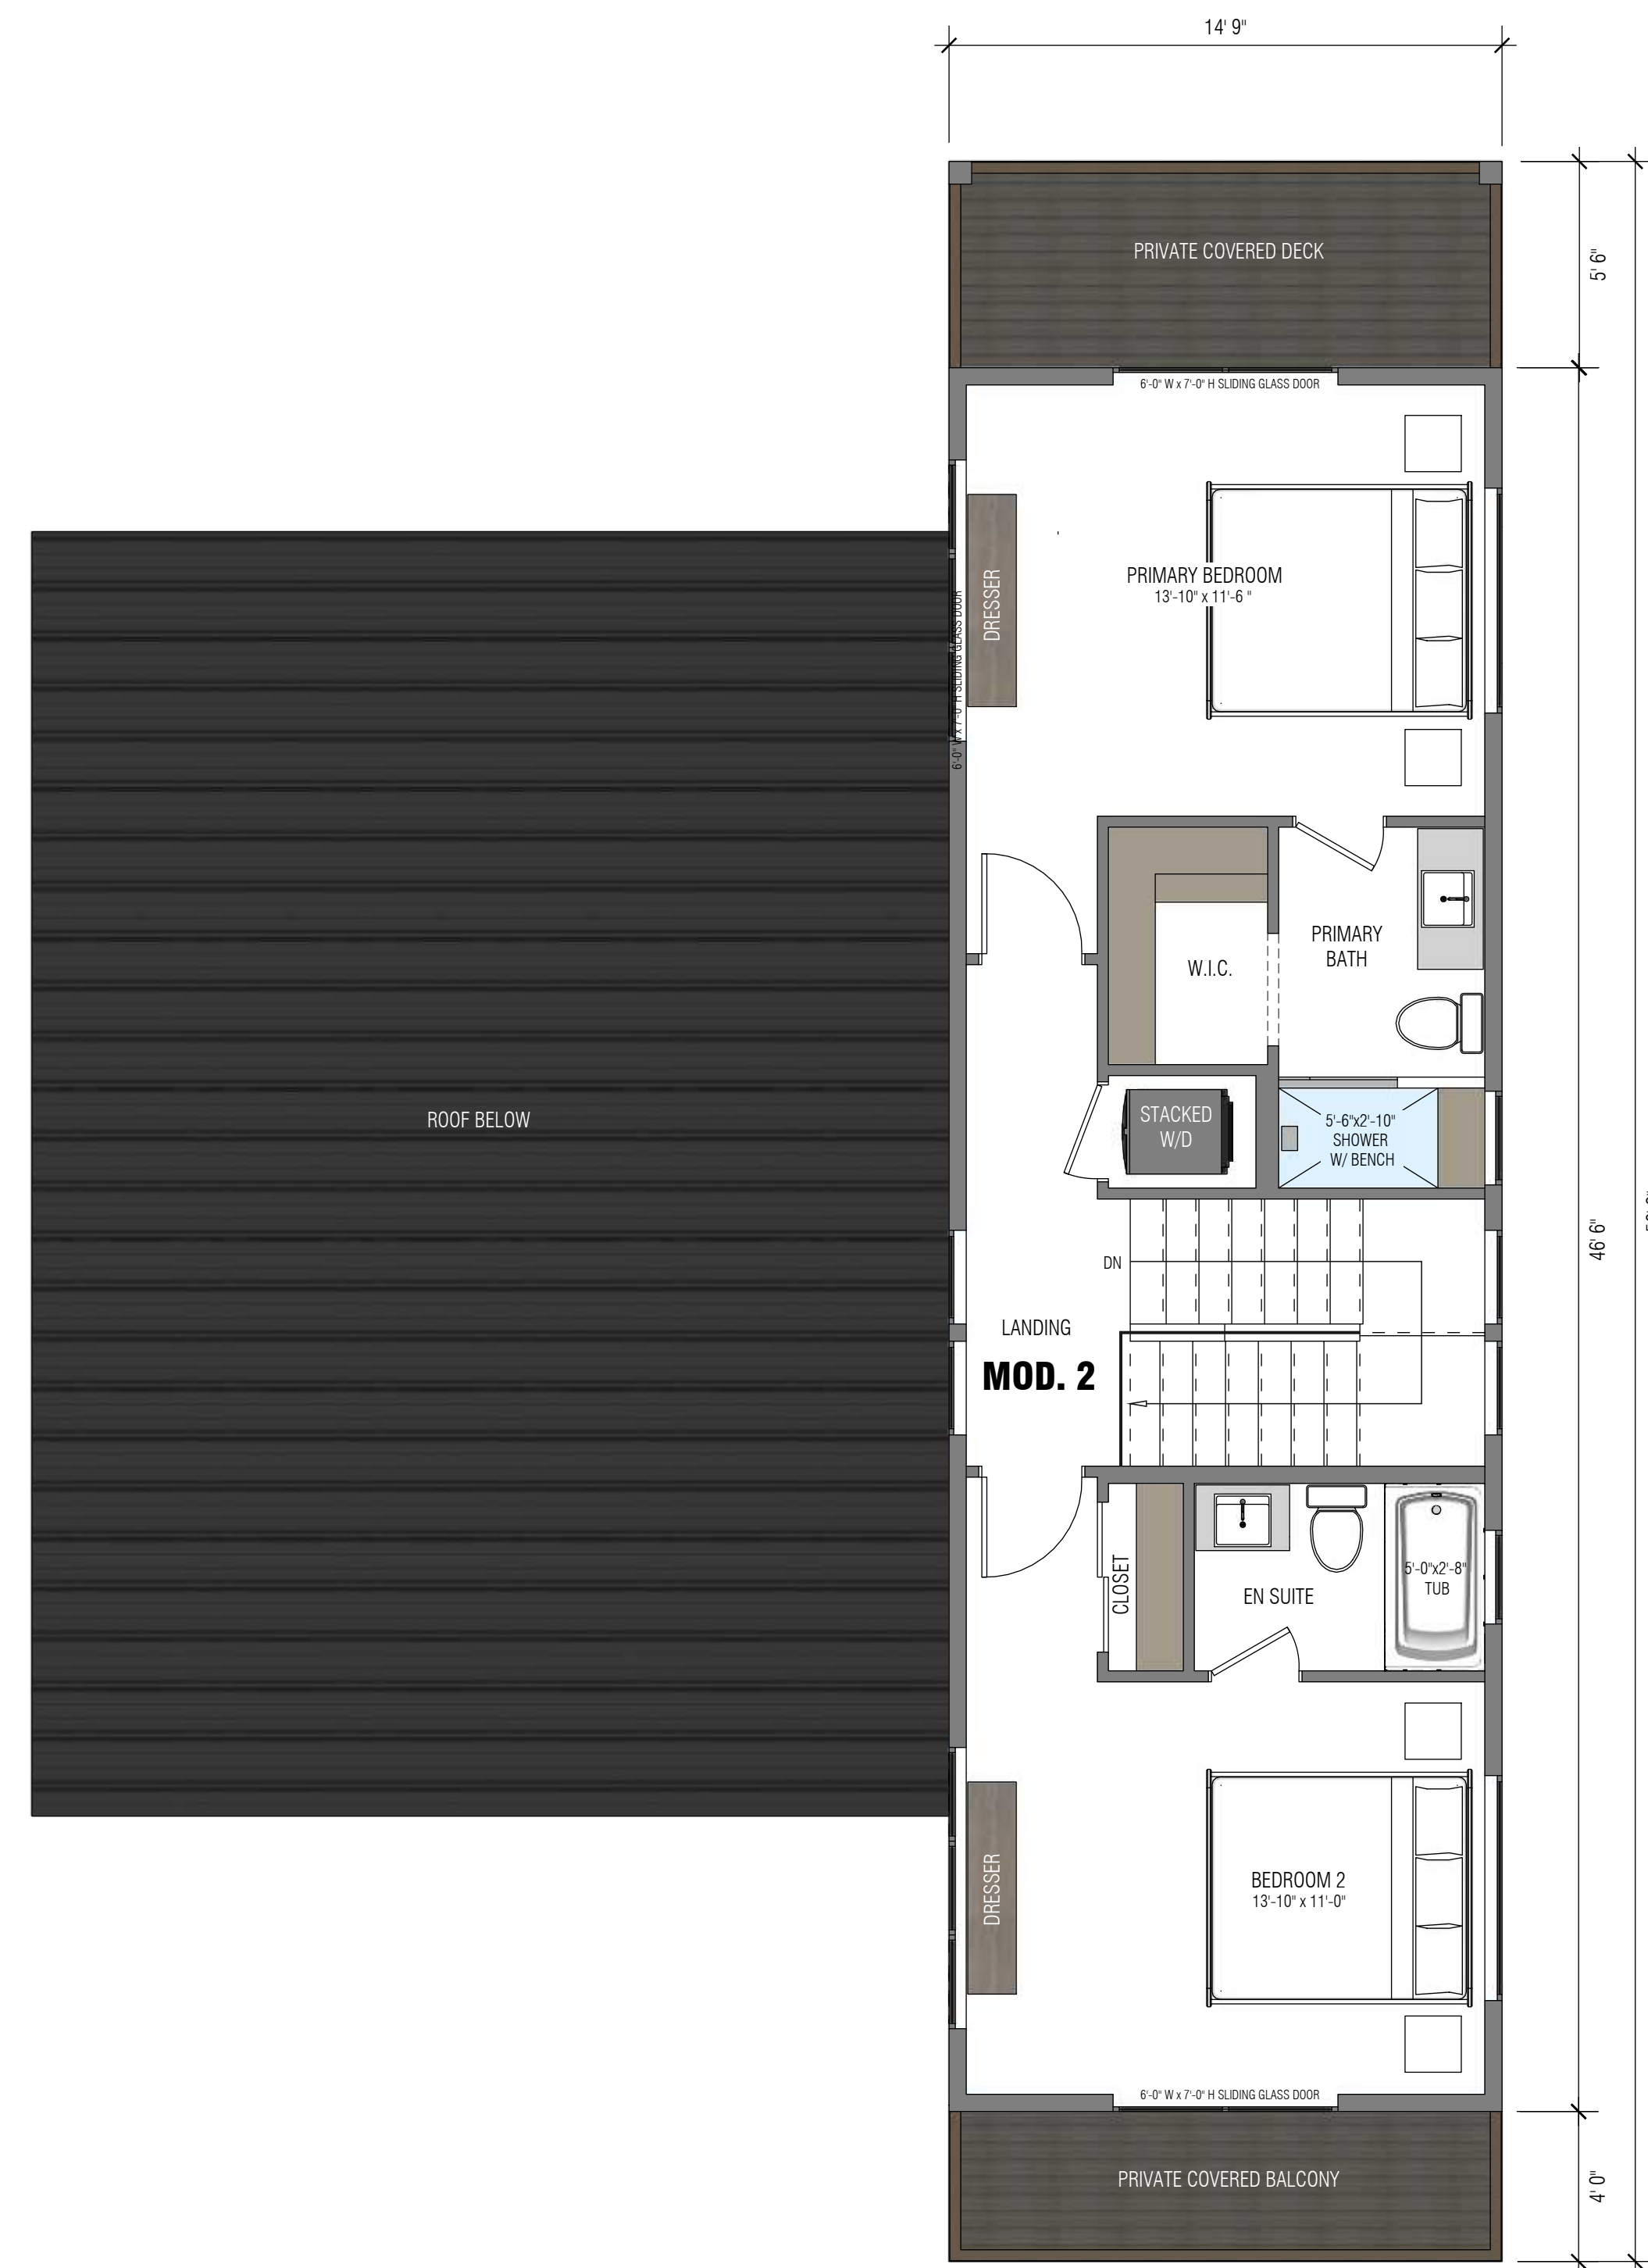 14' 9"
PRIVATE COVERED DECK
5' 6"
6'-0" W x 7'-0" H SLIDING GLASS DOOR
DRESSER
PRIMARY BEDROOM
13'-10" x 11'-6 "
6'-0" W x 7'-0" H SLIDING GLASS DOOR
PRIMARY
BATH
W.I.C.
ROOF BELOW
STACKED
W/D
5'-6"x2'-10"
SHOWER
W/ BENCH
46' 6"
DN
LANDING
MOD. 2
CLOSET
EN SUITE
5'-0"x2'-8"
TUB
DRESSER
BEDROOM 2
13'-10" x 11'-0"
6'-0" W x 7'-0" H SLIDING GLASS DOOR
PRIVATE COVERED BALCONY
4' 0"